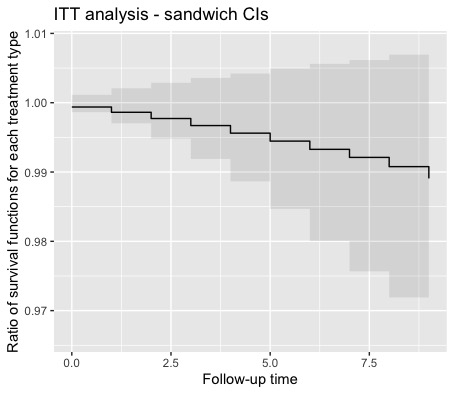 ITT analysis - sandwich CIs
Ratio of survival functions for each treatment type
1.01
1.00
0.99
0.98
0.97
0.0 2.5 5.0 7.5
Follow-up time